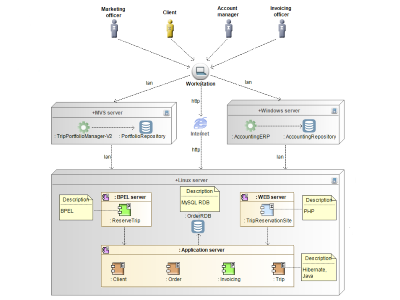 Marketing
officer
Client
Account
manager
Invoicing
officer
Workstation
lan
http
lan
+MVS server
TripPortfolioManager-V2
: PortfolioRepository
Internet
+Windows server
: AccountingERP
: AccountingRepository
lan
http
lan
+Linux server
Description
BPEL
: BPEL server
: ReserveTrip
Description
MySQL RDB
: OrderRDB
: WEB server
: TripReservationSite
Description
PHP
: Application server
: Client
: Order
: Invoicing
: Trip
Description
Hibernate,
Java